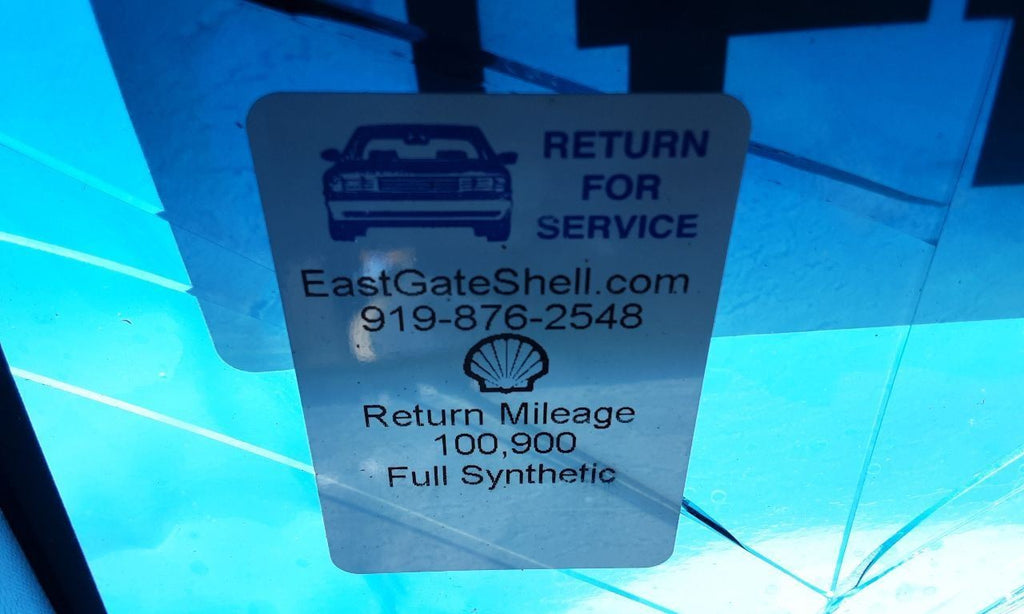 RETURN
FOR
SERVICE
EastGateShell.com
919-876-2548
Return Mileage
100,900
Full Synthetic